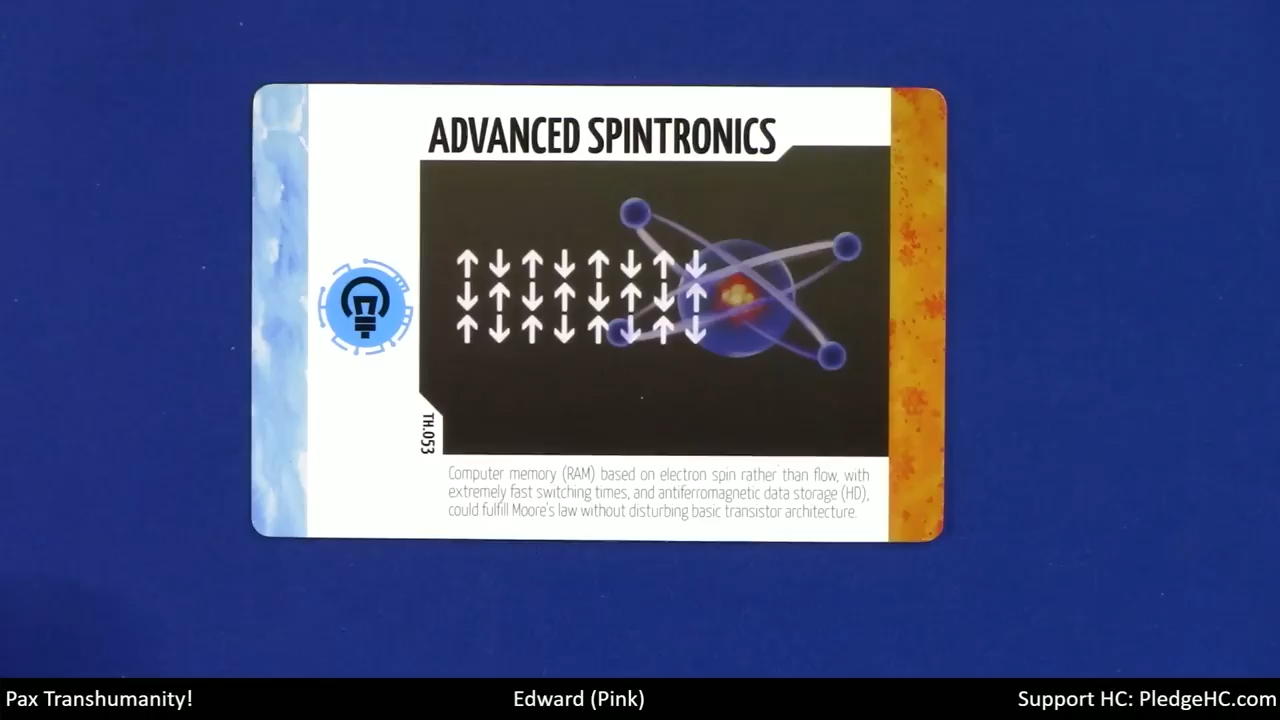 ADVANCED SPINTRONICS
TH.053
Computer memory (RAM) based on electron spin rather than flow, with
extremely fast switching times, and antiferromagnetic data storage (HD),
could fulfill Moore's law without disturbing basic transistor architecture.
Pax Transhumanity!
Edward (Pink)
Support HC: PledgeHC.com